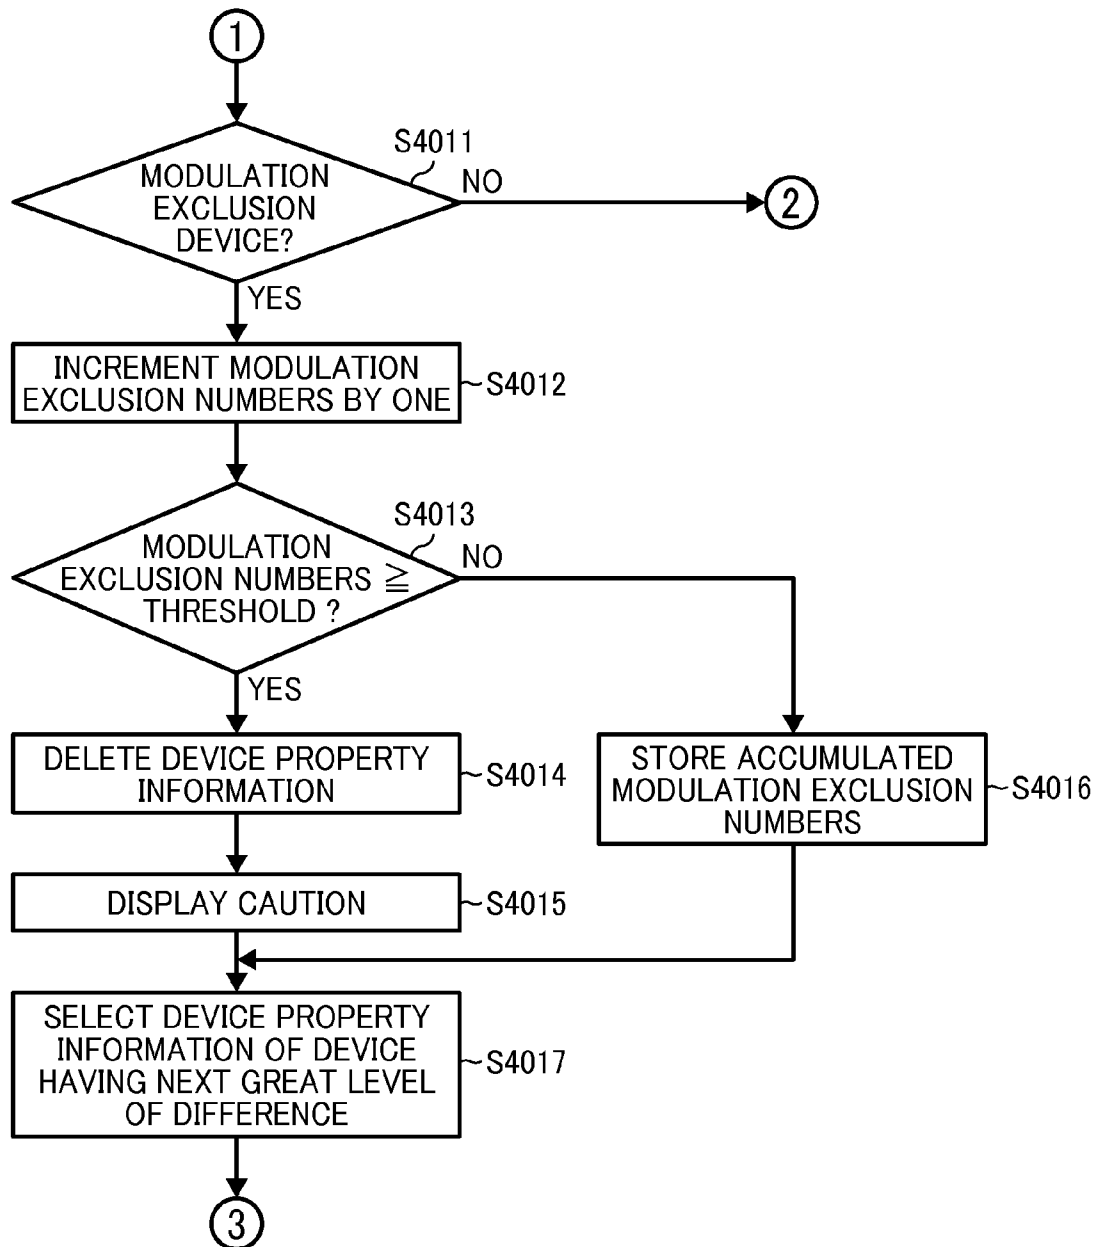 1
S4011
MODULATION
EXCLUSION
DEVICE?
NO
2
YES
INCREMENT MODULATION
EXCLUSION NUMBERS BY ONE
S4012
S4013
MODULATION
EXCLUSION NUMBERS ≧
THRESHOLD ?
NO
YES
DELETE DEVICE PROPERTY
INFORMATION
S4014
STORE ACCUMULATED
MODULATION EXCLUSION
NUMBERS
S4016
DISPLAY CAUTION
S4015
SELECT DEVICE PROPERTY
INFORMATION OF DEVICE
HAVING NEXT GREAT LEVEL
OF DIFFERENCE
S4017
3